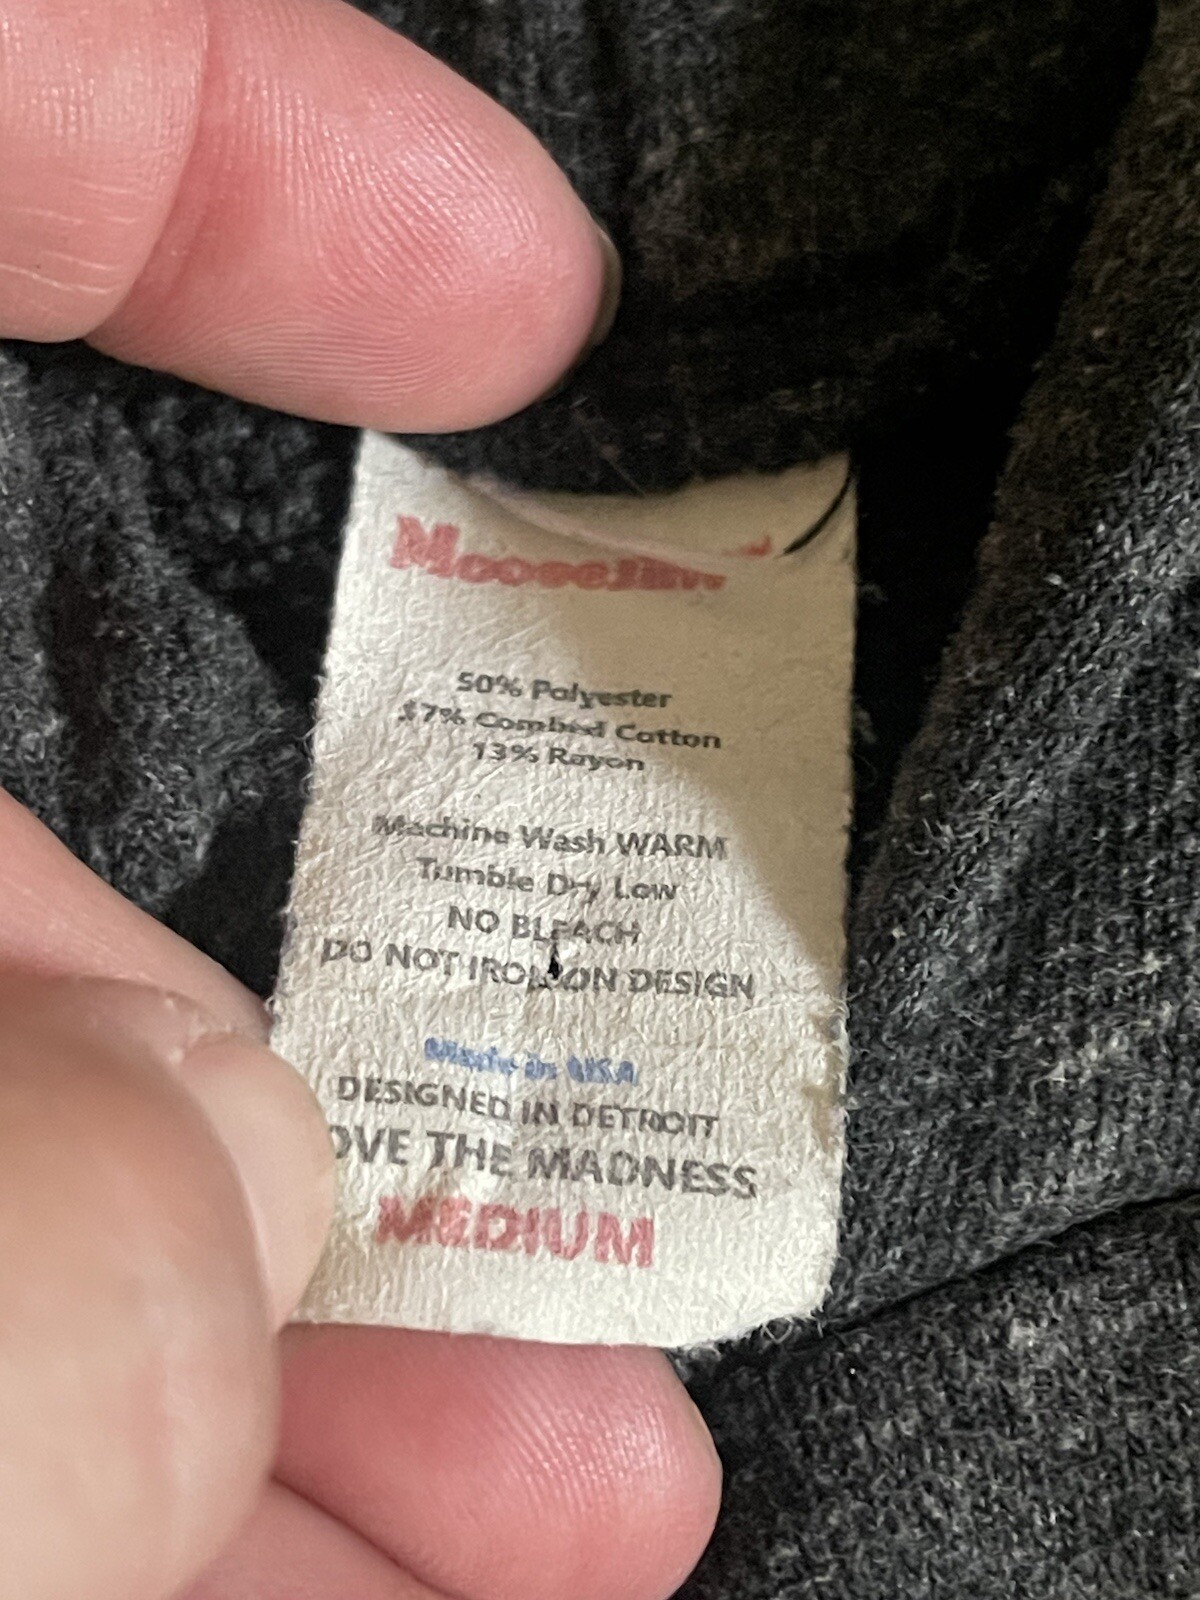 50% Polyester
37% Combed Cotton
13% Rayon
Machine Wash WARM
Tumble Dry Low
NO BLEACH
DO NOT IRON ON DESIGN
Made in USA
DESIGNED IN DETROIT
OVE THE MADNESS
MEDIUM